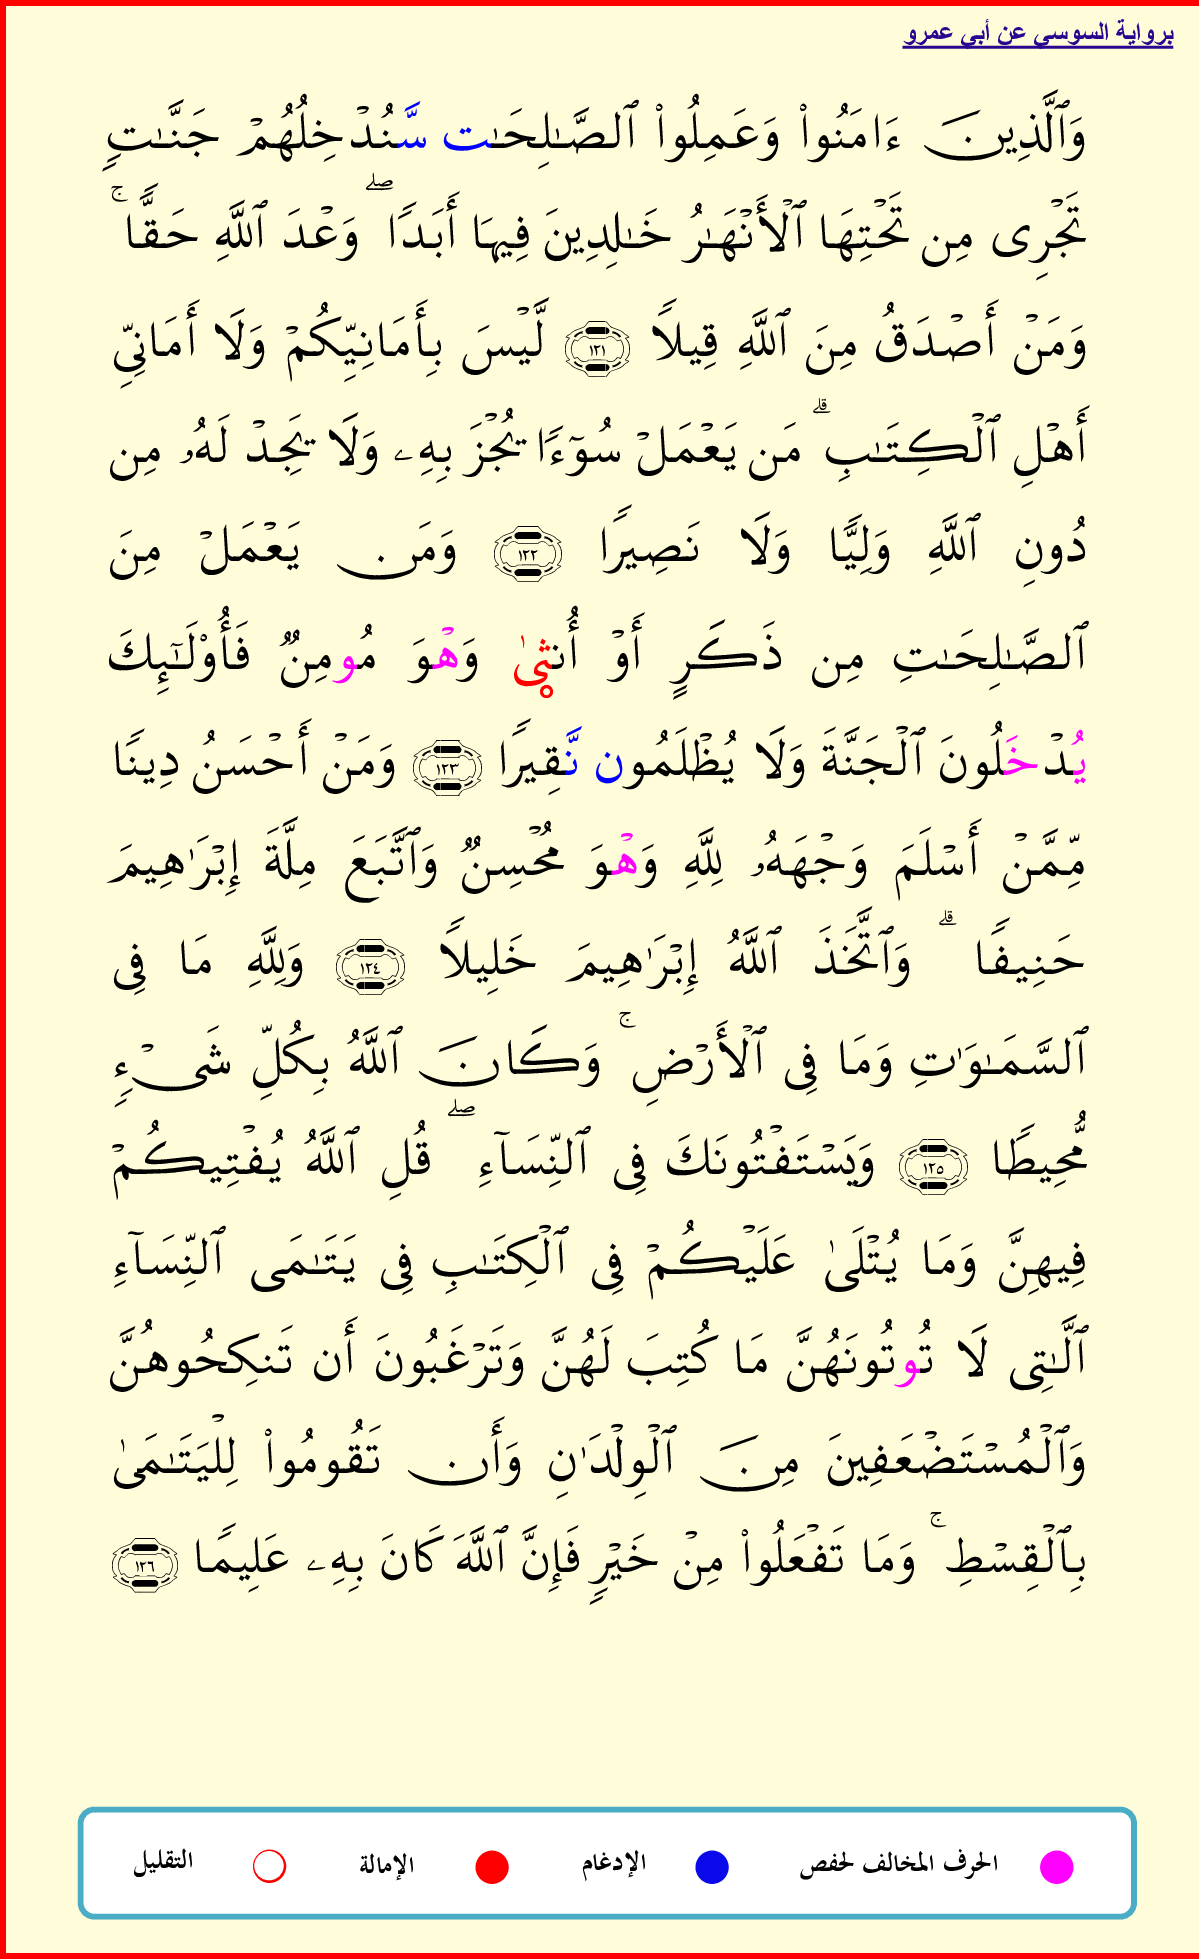 برواية السوسي عن أبي عمرو
وَٱلَّذِينَ ءَامَنُوا۟ وَعَمِلُوا۟ ٱلصَّـٰلِحَـٰت سَّنُدْخِلُهُمْ جَنَّـٰتٍ
تَجْرِى مِن تَحْتِهَا ٱلْأَنْهَـٰرُ خَـٰلِدِينَ فِيهَا أَبَدًا ۖ وَعْدَ ٱللَّهِ حَقًّا ۚ
وَمَنْ أَصْدَقُ مِنَ ٱللَّهِ قِيلًا ١٢١ لَّيْسَ بِأَمَانِيِّكُمْ وَلَا أَمَانِىِّ
أَهْلِ ٱلْكِتَـٰبِ ۗ مَن يَعْمَلْ سُوٓءًا يُجْزَ بِهِۦ وَلَا يَجِدْ لَهُۥ مِن
دُونِ ٱللَّهِ وَلِيًّا وَلَا نَصِيرًا ١٢٢ وَمَن يَعْمَلْ مِنَ
ٱلصَّـٰلِحَـٰتِ مِن ذَكَرٍ أَوْ أُنثىٰ وَهْوَ مُومِنٌ فَأُو۟لَـٰٓئِكَ
يُدْخَلُونَ ٱلْجَنَّةَ وَلَا يُظْلَمُون نَّقِيرًا ١٢٣ وَمَنْ أَحْسَنُ دِينًا
مِّمَّنْ أَسْلَمَ وَجْهَهُۥ لِلَّهِ وَهْوَ مُحْسِنٌ وَٱتَّبَعَ مِلَّةَ إِبْرَٰهِيمَ
حَنِيفًا ۗ وَٱتَّخَذَ ٱللَّهُ إِبْرَٰهِيمَ خَلِيلًا ١٢٤ وَلِلَّهِ مَا فِى
ٱلسَّمَـٰوَٰتِ وَمَا فِى ٱلْأَرْضِ ۚ وَكَانَ ٱللَّهُ بِكُلِّ شَىْءٍ
مُّحِيطًا ١٢٥ وَيَسْتَفْتُونَكَ فِى ٱلنِّسَآءِ ۖ قُلِ ٱللَّهُ يُفْتِيكُمْ
فِيهِنَّ وَمَا يُتْلَىٰ عَلَيْكُمْ فِى ٱلْكِتَـٰبِ فِى يَتَـٰمَى ٱلنِّسَآءِ
ٱلَّـٰتِى لَا تُوتُونَهُنَّ مَا كُتِبَ لَهُنَّ وَتَرْغَبُونَ أَن تَنكِحُوهُنَّ
وَٱلْمُسْتَضْعَفِينَ مِنَ ٱلْوِلْدَٰنِ وَأَن تَقُومُوا۟ لِلْيَتَـٰمَىٰ
بِٱلْقِسْطِ ۚ وَمَا تَفْعَلُوا۟ مِنْ خَيْرٍ فَإِنَّ ٱللَّهَ كَانَ بِهِۦ عَلِيمًا ١٢٦
الحرف المخالف لحفص الإدغام الإمالة التقليل